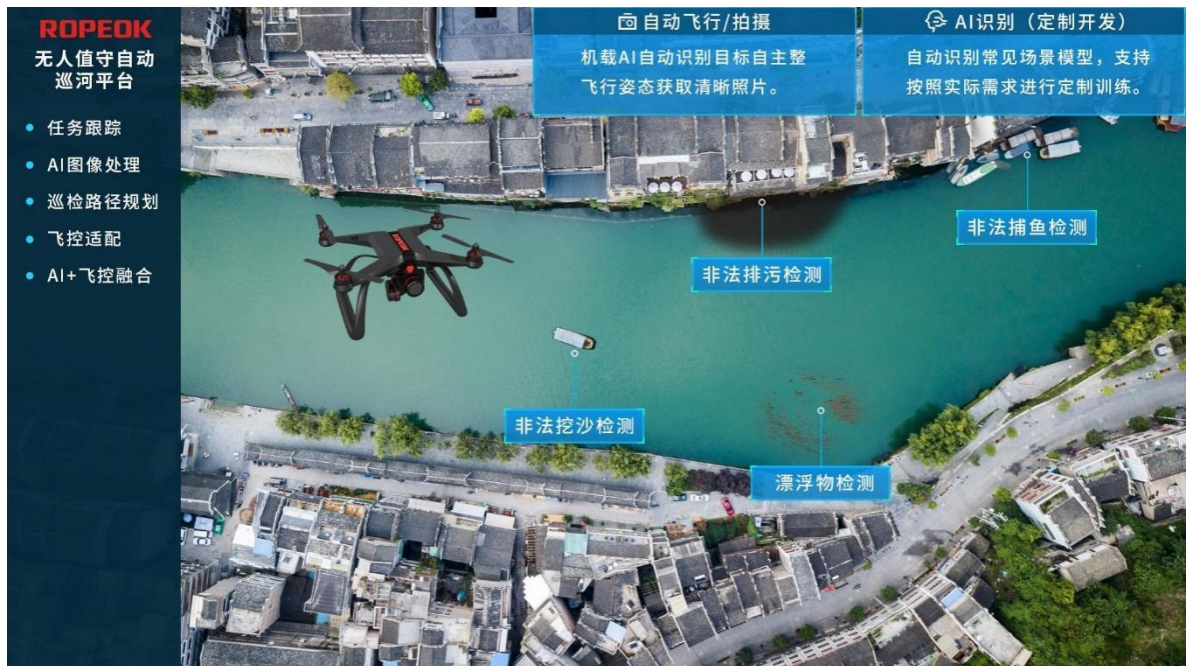 ROPEOK
无人值守自动
巡河平台
任务跟踪
AI图像处理
巡检路径规划
飞控适配
AI+飞控融合
自动飞行/拍摄
机载AI自动识别目标自主整
飞行姿态获取清晰照片。
AI识别（定制开发）
自动识别常见场景模型，支持
按照实际需求进行定制训练。
非法捕鱼检测
非法排污检测
ROPEOK
非法挖沙检测
漂浮物检测